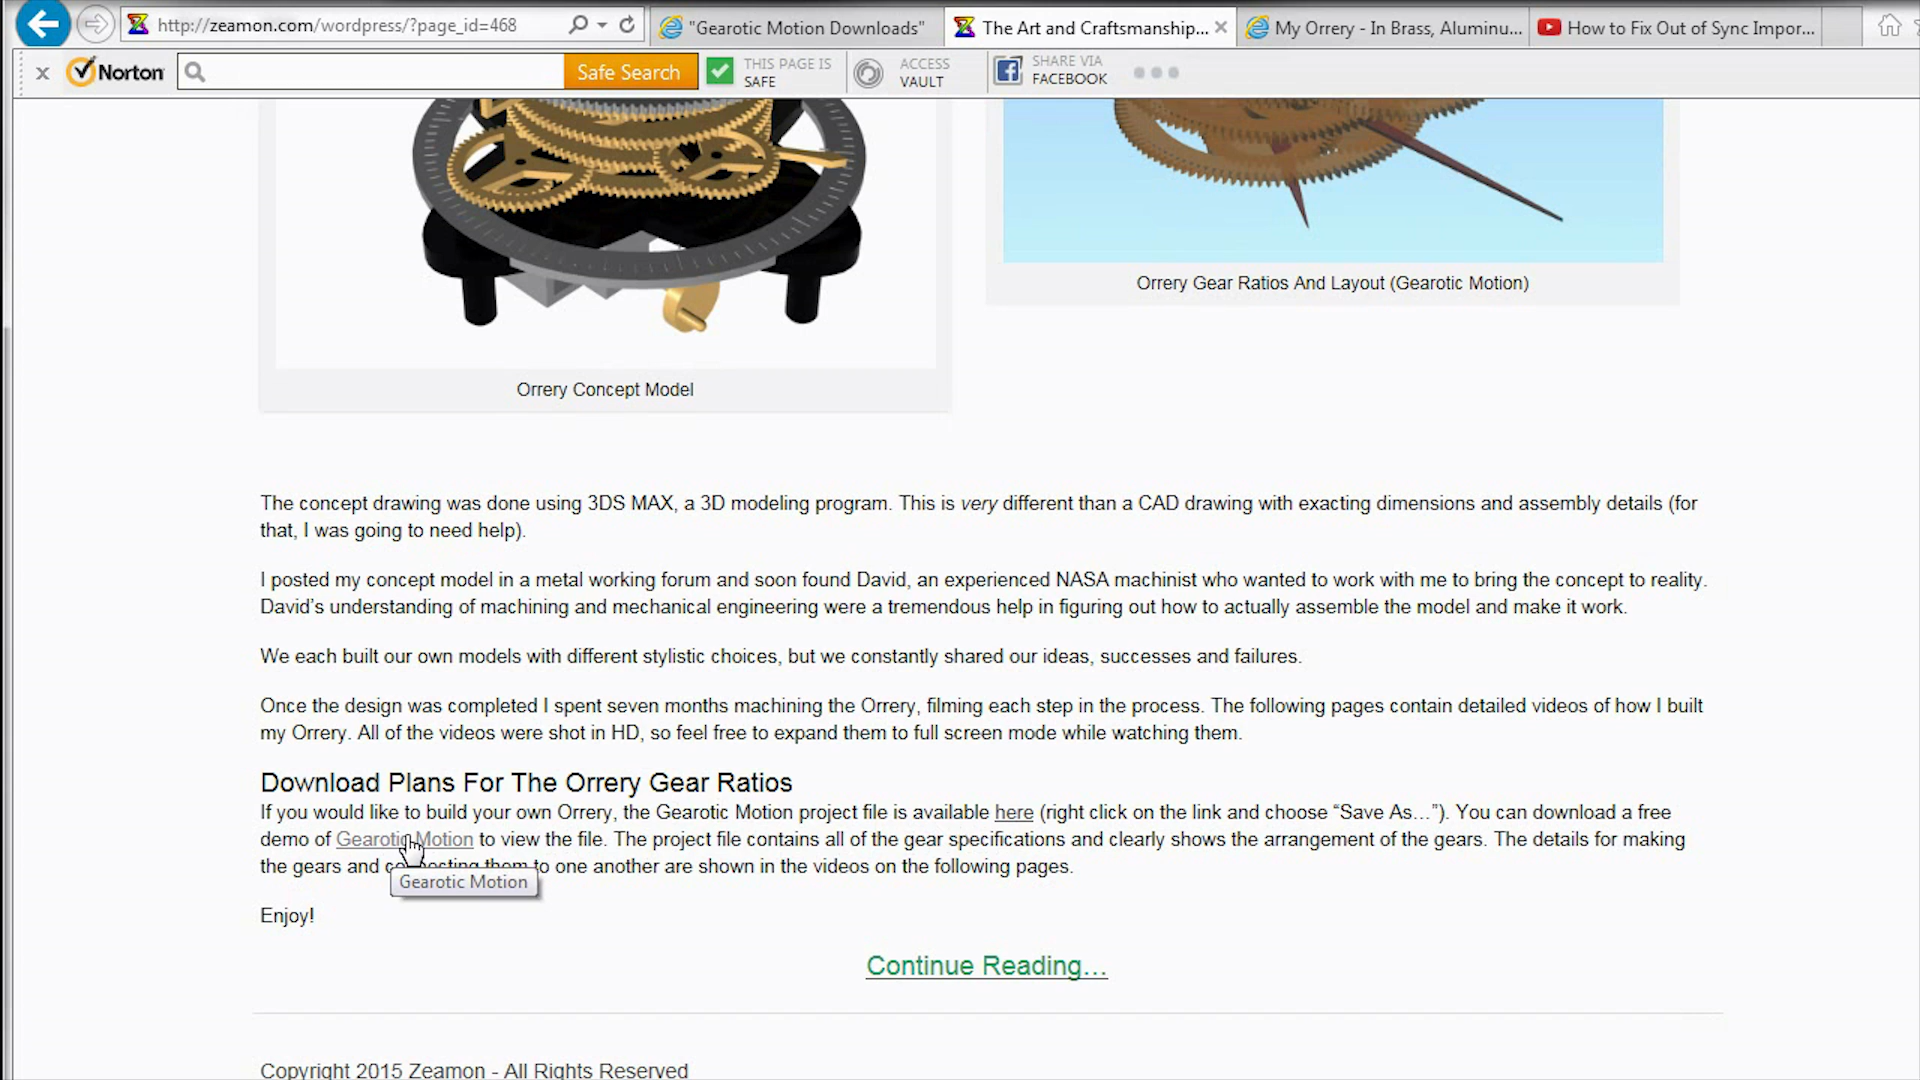 http://zeamon.com/wordpress/?page_id=468
"Gearotic Motion Downloads"
The Art and Craftsmanship...
My Orrery - In Brass, Aluminu...
How to Fix Out of Sync Impor...
Norton
Safe Search
THIS PAGE IS
SAFE
ACCESS
VAULT
SHARE VIA
FACEBOOK
Orrery Gear Ratios And Layout (Gearotic Motion)
Orrery Concept Model
The concept drawing was done using 3DS MAX, a 3D modeling program. This is very different than a CAD drawing with exacting dimensions and assembly details (for
that, I was going to need help).
I posted my concept model in a metal working forum and soon found David, an experienced NASA machinist who wanted to work with me to bring the concept to reality.
David's understanding of machining and mechanical engineering were a tremendous help in figuring out how to actually assemble the model and make it work.
We each built our own models with different stylistic choices, but we constantly shared our ideas, successes and failures.
Once the design was completed I spent seven months machining the Orrery, filming each step in the process. The following pages contain detailed videos of how I built
my Orrery. All of the videos were shot in HD, so feel free to expand them to full screen mode while watching them.
Download Plans For The Orrery Gear Ratios
If you would like to build your own Orrery, the Gearotic Motion project file is available here (right click on the link and choose “Save As…”). You can download a free
demo of Gearotic Motion to view the file. The project file contains all of the gear specifications and clearly shows the arrangement of the gears. The details for making
the gears and connecting them to one another are shown in the videos on the following pages.
Gearotic Motion
Enjoy!
Continue Reading…
Copyright 2015 Zeamon - All Rights Reserved